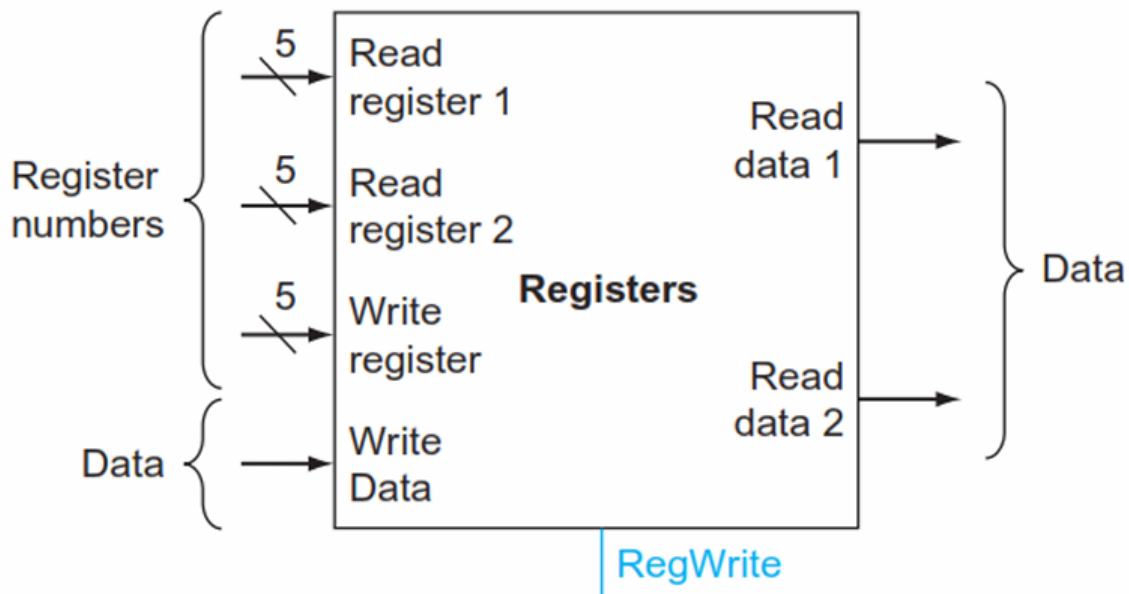 5
Read
register 1
Read
data 1
5
Register
numbers
Read
register 2
Registers
Data
5
Write
register
Read
data 2
Data
Write
Data
RegWrite